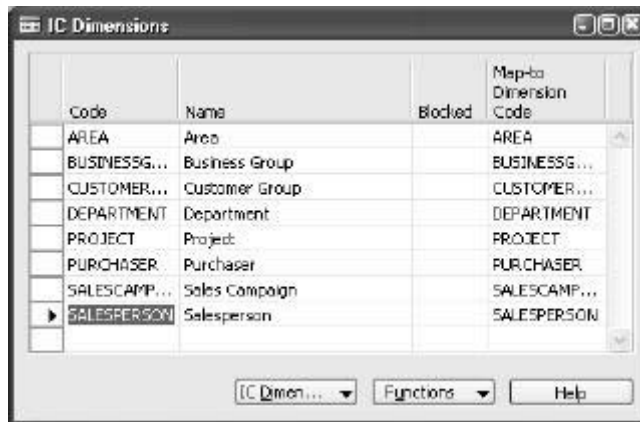 IC Dimensions
Code Name Blocked Map-to Dimension Code
AREA Area AREA
BUSINESSG... Business Group BUSINESSG...
CUSTOMER... Customer Group CUSTOMER...
DEPARTMENT Department DEPARTMENT
PROJECT Project PROJECT
PURCHASER Purchaser PURCHASER
SALESCAMP... Sales Campaign SALESCAMP...
SALESPERSON Salesperson SALESPERSON
IC Dimen... Functions Help